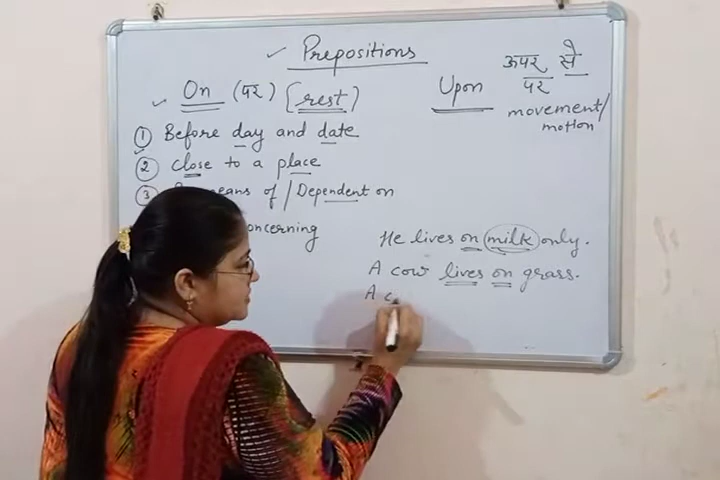 Prepositions
On (पर) (rest)
① Before day and date
② close to a place
③ means of / Dependent on
concerning
Upon
ऊपर, से
पर
movement/
motion
He lives on milk only.
A cow lives on grass.
A c